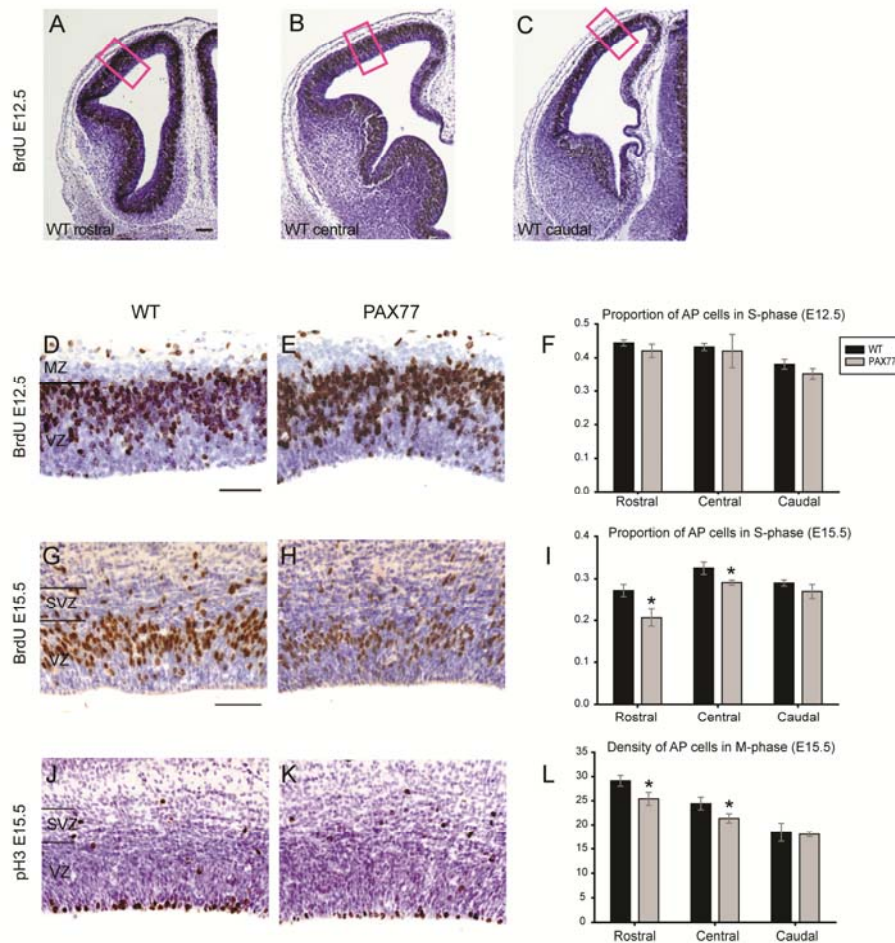 A
B
C
BrdU E12.5
WT rostral
WT central
WT caudal
WT
PAX77
D
MZ
VZ
E
BrdU E12.5
F
Proportion of AP cells in S-phase (E12.5)
0.5
0.4
0.3
0.2
0.1
0.0
Rostral
Central
Caudal
WT
PAX77
G
SVZ
VZ
H
BrdU E15.5
I
Proportion of AP cells in S-phase (E15.5)
0.4
0.3
0.2
0.1
0.0
*
*
Rostral
Central
Caudal
J
SVZ
VZ
K
pH3 E15.5
L
Density of AP cells in M-phase (E15.5)
35
30
25
20
15
10
5
0
*
*
Rostral
Central
Caudal